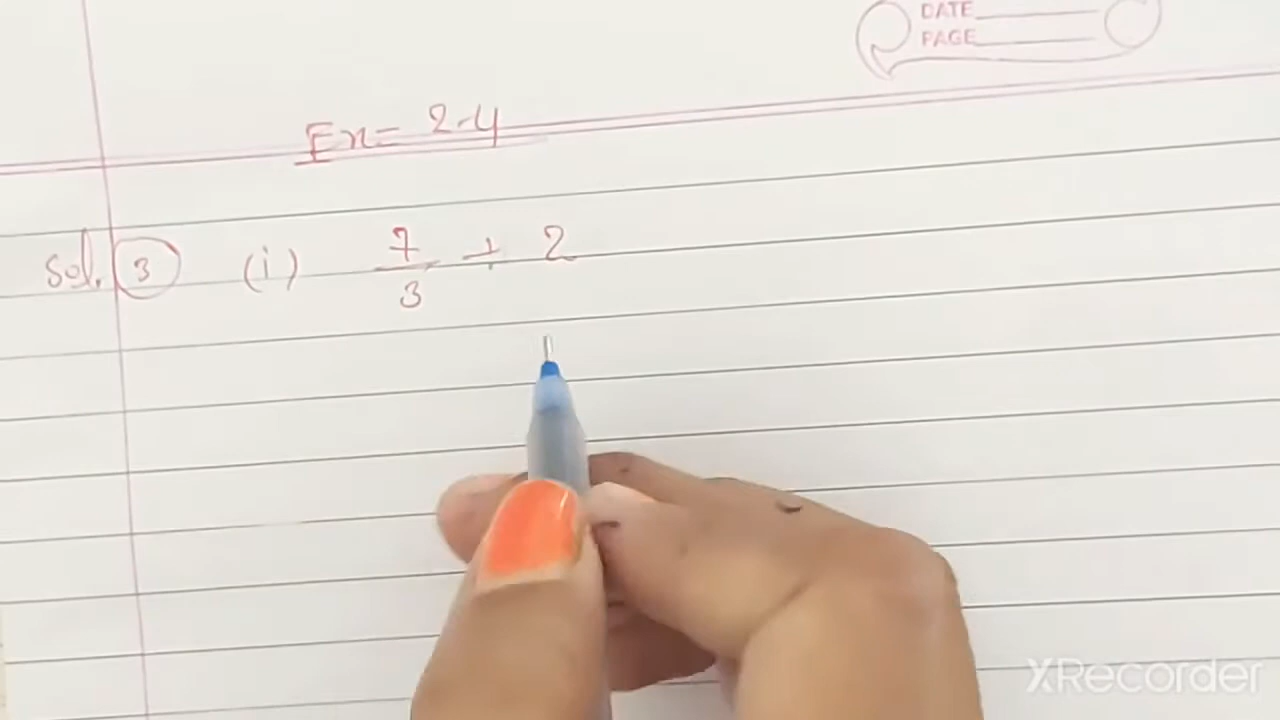 DATE
PAGE
Ex= 2.4
Sol. 3 (i) 7/3 ÷ 2
XRecorder